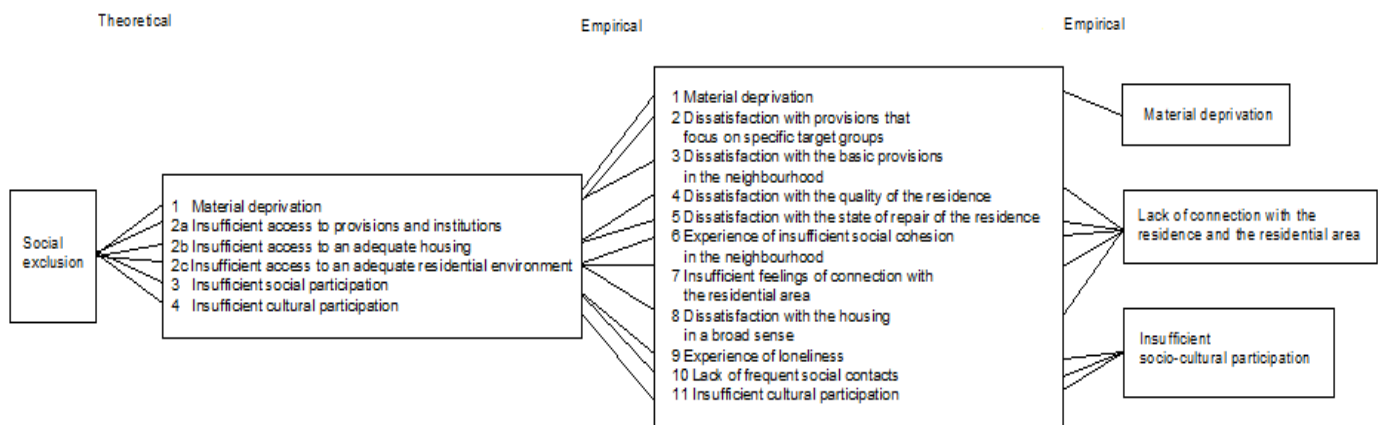 Theoretical
Empirical
Empirical
Social
exclusion
1 Material deprivation
2a Insufficient access to provisions and institutions
2b Insufficient access to an adequate housing
2c Insufficient access to an adequate residential environment
3 Insufficient social participation
4 Insufficient cultural participation
1 Material deprivation
2 Dissatisfaction with provisions that
focus on specific target groups
3 Dissatisfaction with the basic provisions
in the neighbourhood
4 Dissatisfaction with the quality of the residence
5 Dissatisfaction with the state of repair of the residence
6 Experience of insufficient social cohesion
in the neighbourhood
7 Insufficient feelings of connection with
the residential area
8 Dissatisfaction with the housing
in a broad sense
9 Experience of loneliness
10 Lack of frequent social contacts
11 Insufficient cultural participation
Material deprivation
Lack of connection with the
residence and the residential area
Insufficient
socio-cultural participation